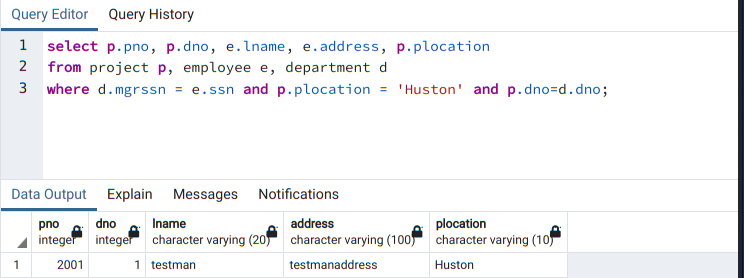 Query Editor Query History
1 select p.pno, p.dno, e.lname, e.address, p.plocation
2 from project p, employee e, department d
3 where d.mgrssn = e.ssn and p.plocation = 'Huston' and p.dno=d.dno;
Data Output Explain Messages Notifications
pno dno lname address plocation
integer integer character varying (20) character varying (100) character varying (10)
1 2001 1 testman testmanaddress Huston